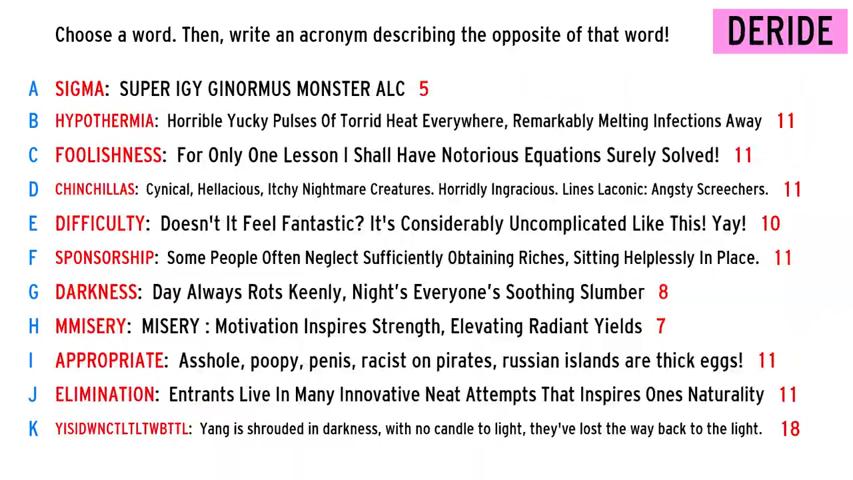 Choose a word. Then, write an acronym describing the opposite of that word!
DERIDE
A SIGMA: SUPER IGY GINORMUS MONSTER ALC 5
B HYPOTHERMIA: Horrible Yucky Pulses Of Torrid Heat Everywhere, Remarkably Melting Infections Away 11
C FOOLISHNESS: For Only One Lesson I Shall Have Notorious Equations Surely Solved! 11
D CHINCHILLAS: Cynical, Hellacious, Itchy Nightmare Creatures. Horridly Ingracious. Lines Laconic: Angsty Screechers. 11
E DIFFICULTY: Doesn't It Feel Fantastic? It's Considerably Uncomplicated Like This! Yay! 10
F SPONSORSHIP: Some People Often Neglect Sufficiently Obtaining Riches, Sitting Helplessly In Place. 11
G DARKNESS: Day Always Rots Keenly, Night's Everyone's Soothing Slumber 8
H MMISERY: MISERY : Motivation Inspires Strength, Elevating Radiant Yields 7
I APPROPRIATE: Asshole, poopy, penis, racist on pirates, russian islands are thick eggs! 11
J ELIMINATION: Entrants Live In Many Innovative Neat Attempts That Inspires Ones Naturality 11
K YISIDWNCTLTLTWBTTL: Yang is shrouded in darkness, with no candle to light, they've lost the way back to the light. 18